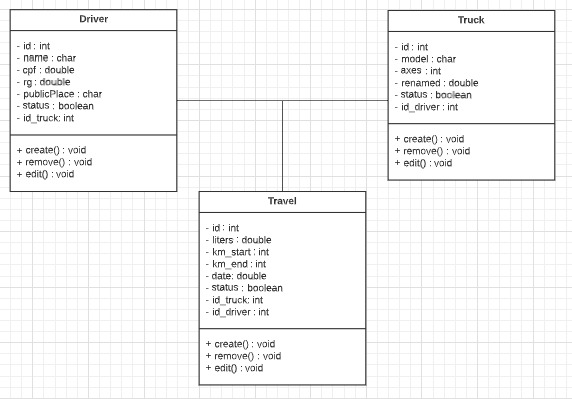 Driver
- id : int
- name : char
- cpf : double
- rg : double
- publicPlace : char
- status : boolean
- id_truck: int
+ create() : void
+ remove() : void
+ edit() : void
Truck
- id : int
- model : char
- axes : int
- renamed : double
- status : boolean
- id_driver : int
+ create() : void
+ remove() : void
+ edit() : void
Travel
- id : int
- liters : double
- km_start : int
- km_end : int
- date: double
- status : boolean
- id_truck: int
- id_driver : int
+ create() : void
+ remove() : void
+ edit() : void